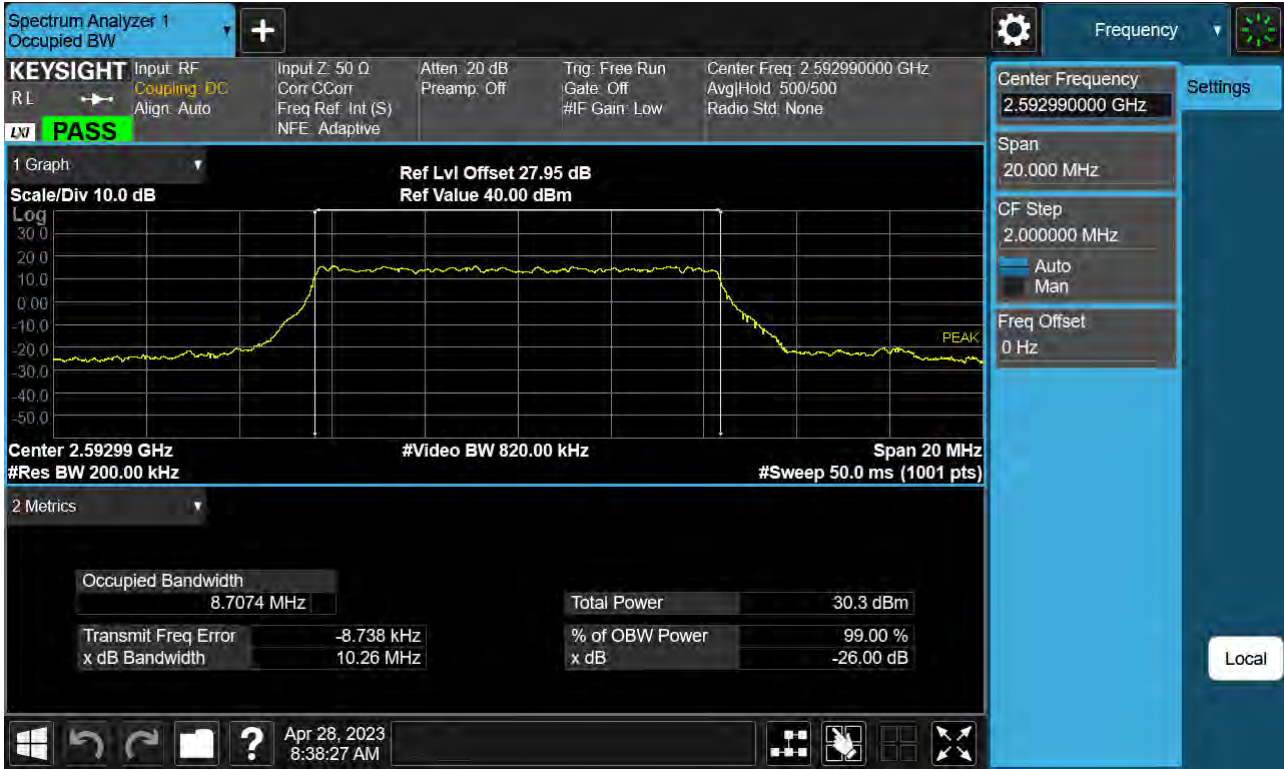 Spectrum Analyzer 1
Occupied BW
+
Frequency
KEYSIGHT
R L
LXI
PASS
Input: RF
Coupling: DC
Align: Auto
Input Z: 50 Ω
Corr CCorr
Freq Ref: Int (S)
NFE: Adaptive
Atten: 20 dB
Preamp: Off
Trig: Free Run
Gate: Off
#IF Gain: Low
Center Freq: 2.592990000 GHz
Avg|Hold: 500/500
Radio Std: None
1 Graph
Scale/Div 10.0 dB
Ref Lvl Offset 27.95 dB
Ref Value 40.00 dBm
Log
30.0
20.0
10.0
0.00
-10.0
-20.0
-30.0
-40.0
-50.0
PEAK
Center 2.59299 GHz
#Video BW 820.00 kHz
Span 20 MHz
#Res BW 200.00 kHz
#Sweep 50.0 ms (1001 pts)
2 Metrics
Occupied Bandwidth
8.7074 MHz
Transmit Freq Error -8.738 kHz
x dB Bandwidth 10.26 MHz
Total Power 30.3 dBm
% of OBW Power 99.00 %
x dB -26.00 dB
Center Frequency
2.592990000 GHz
Span
20.000 MHz
CF Step
2.000000 MHz
Auto
Man
Freq Offset
0 Hz
Settings
Local
?
Apr 28, 2023
8:38:27 AM